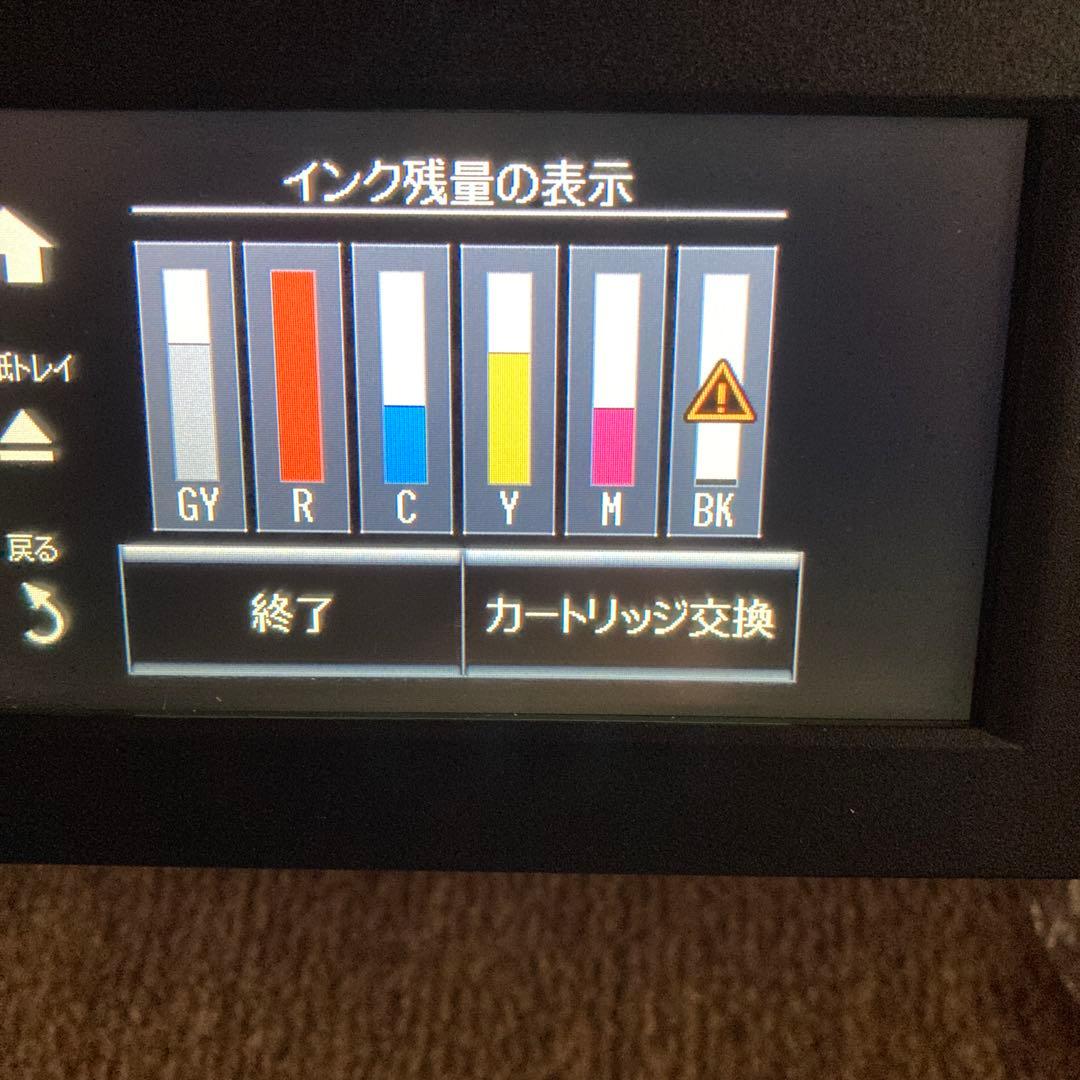 インク残量の表示
紙トレイ
GY R C Y M BK
戻る
終了 カートリッジ交換